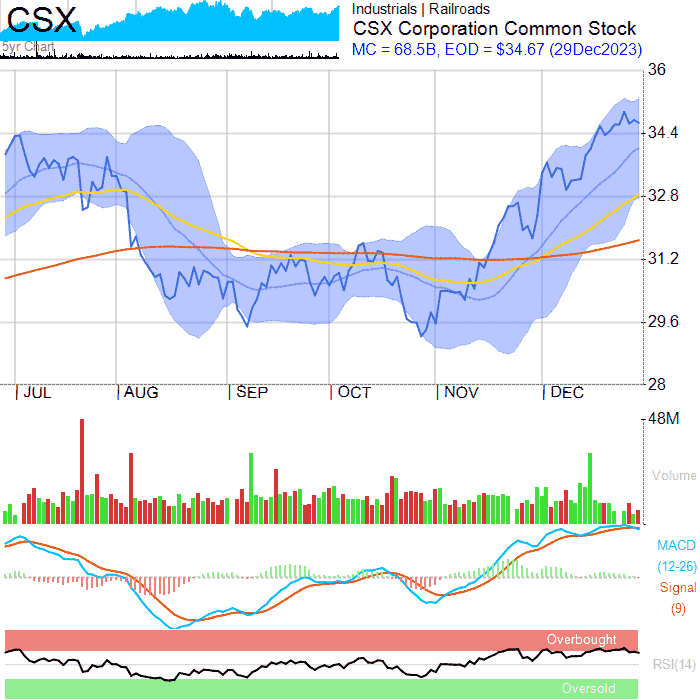 CSX
5yr Chart
Industrials | Railroads
CSX Corporation Common Stock
MC = 68.5B, EOD = $34.67 (29Dec2023)
36
34.4
32.8
31.2
29.6
28
JUL AUG SEP OCT NOV DEC
48M
Volume
MACD
(12-26)
Signal
(9)
Overbought
RSI(14)
Oversold